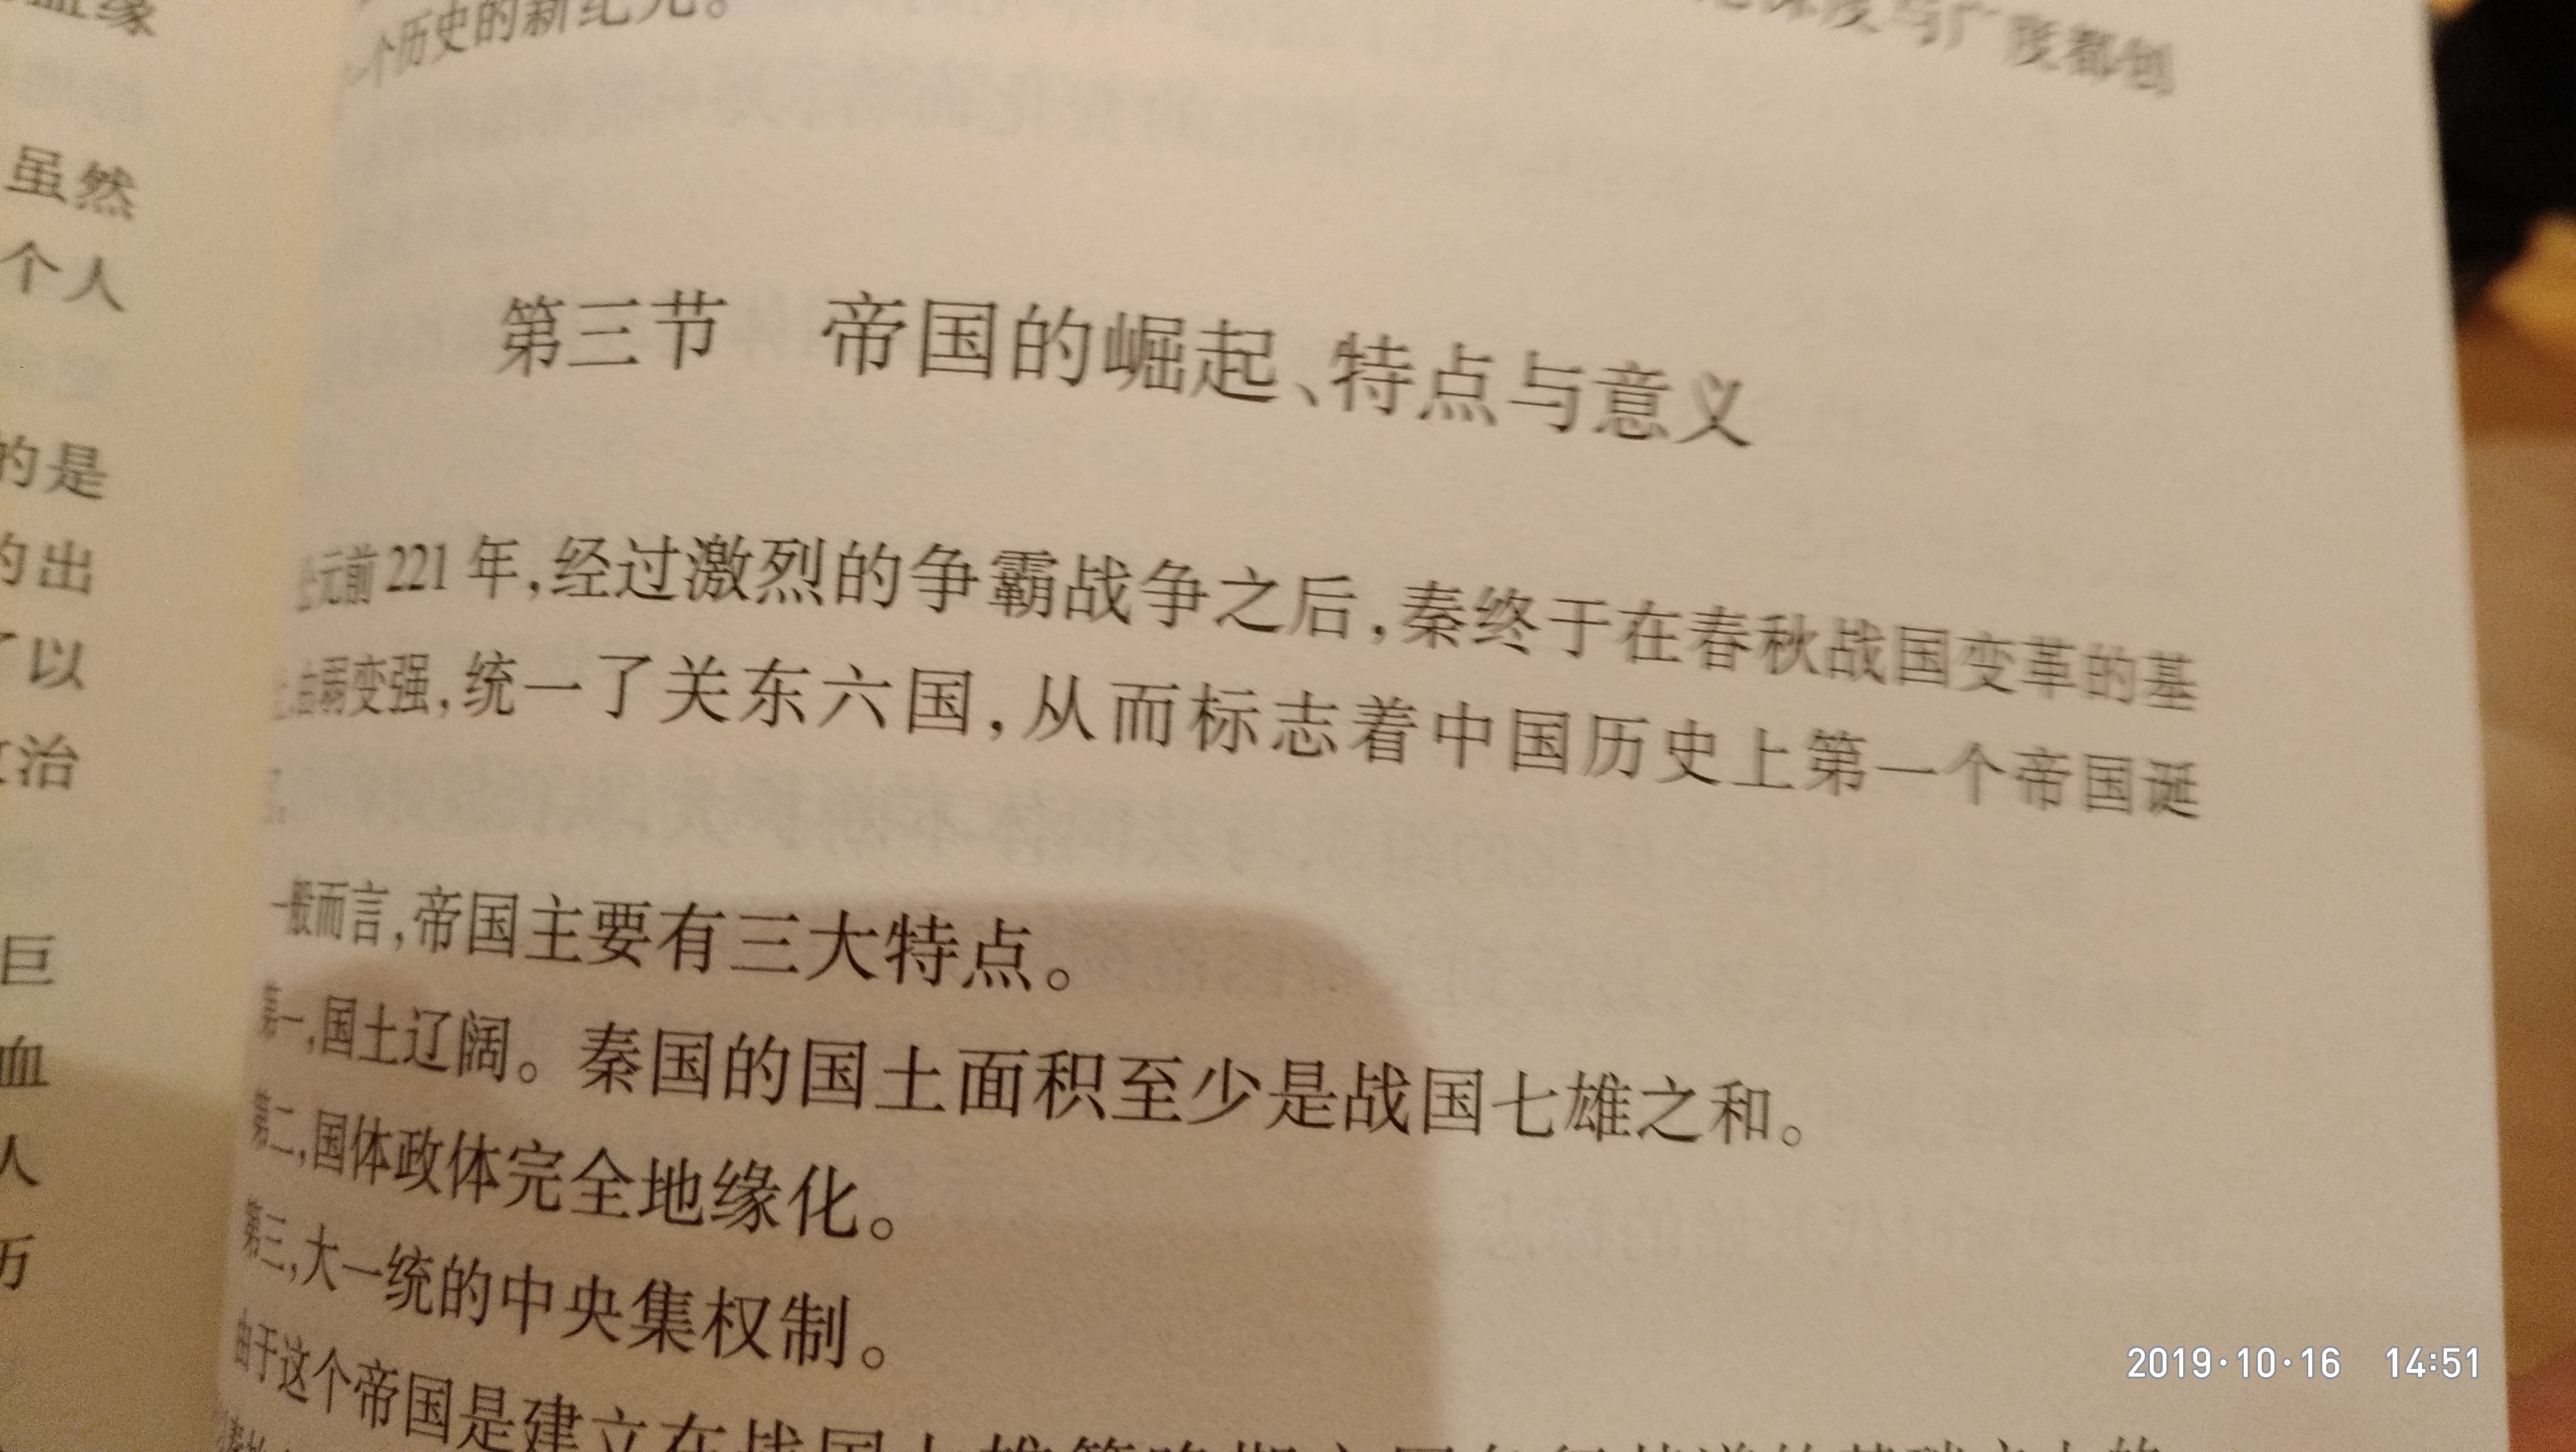 虽然
个人
的是
的出
以
治
巨
血
人
历
个历史的新纪元。
度与广度都创
第三节 帝国的崛起、特点与意义
公元前221年,经过激烈的争霸战争之后,秦终于在春秋战国变革的基
由弱变强,统一了关东六国,从而标志着中国历史上第一个帝国诞
一般而言,帝国主要有三大特点。
第一,国土辽阔。秦国的国土面积至少是战国七雄之和。
第二,国体政体完全地缘化。
第三,大一统的中央集权制。
由于这个帝国是建立在战国七雄
2019·10·16 14:51